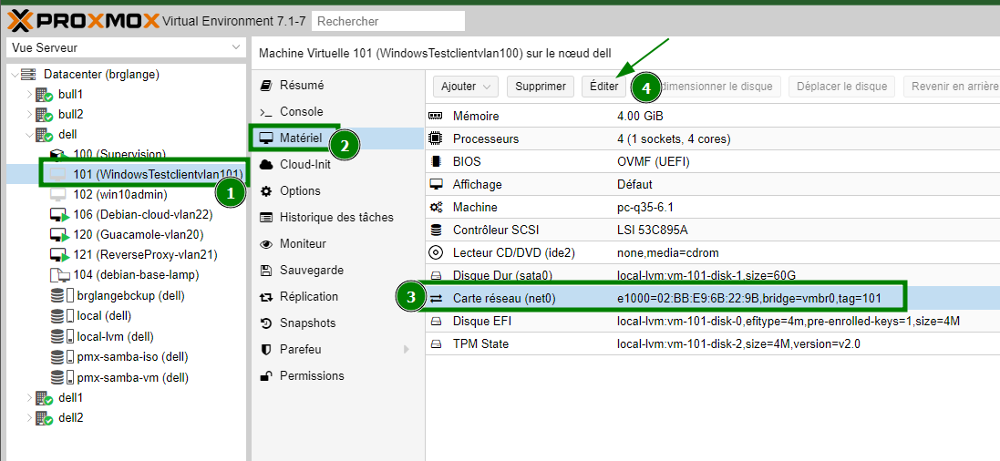 PROXMOX Virtual Environment 7.1-7 Rechercher
Vue Serveur
Datacenter (brglange)
bull1
bull2
dell
100 (Supervision)
101 (WindowsTestclientvlan101)
1
102 (win10admin)
106 (Debian-cloud-vlan22)
120 (Guacamole-vlan20)
121 (ReverseProxy-vlan21)
104 (debian-base-lamp)
brglangebckup (dell)
local (dell)
local-lvm (dell)
pmx-samba-iso (dell)
pmx-samba-vm (dell)
dell1
dell2
Machine Virtuelle 101 (WindowsTestclientvlan100) sur le nœud dell
Résumé
Console
Matériel
2
Cloud-Init
Options
Historique des tâches
Moniteur
Sauvegarde
Réplication
Snapshots
Parefeu
Permissions
Ajouter Supprimer Éditer 4 dimensionner le disque Déplacer le disque Revenir en arrière
Mémoire 4.00 GiB
Processeurs 4 (1 sockets, 4 cores)
BIOS OVMF (UEFI)
Affichage Défaut
Machine pc-q35-6.1
Contrôleur SCSI LSI 53C895A
Lecteur CD/DVD (ide2) none,media=cdrom
Disque Dur (sata0) local-lvm:vm-101-disk-1,size=60G
3 Carte réseau (net0) e1000=02:BB:E9:6B:22:9B,bridge=vmbr0,tag=101
Disque EFI local-lvm:vm-101-disk-0,efitype=4m,pre-enrolled-keys=1,size=4M
TPM State local-lvm:vm-101-disk-2,size=4M,version=v2.0